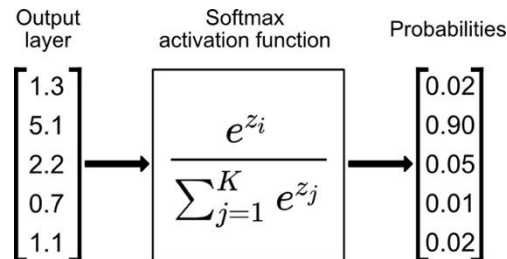 Output layer
[1.3
5.1
2.2
0.7
1.1]
Softmax activation function
e^{z_i}
/
∑_{j=1}^{K} e^{z_j}
Probabilities
[0.02
0.90
0.05
0.01
0.02]